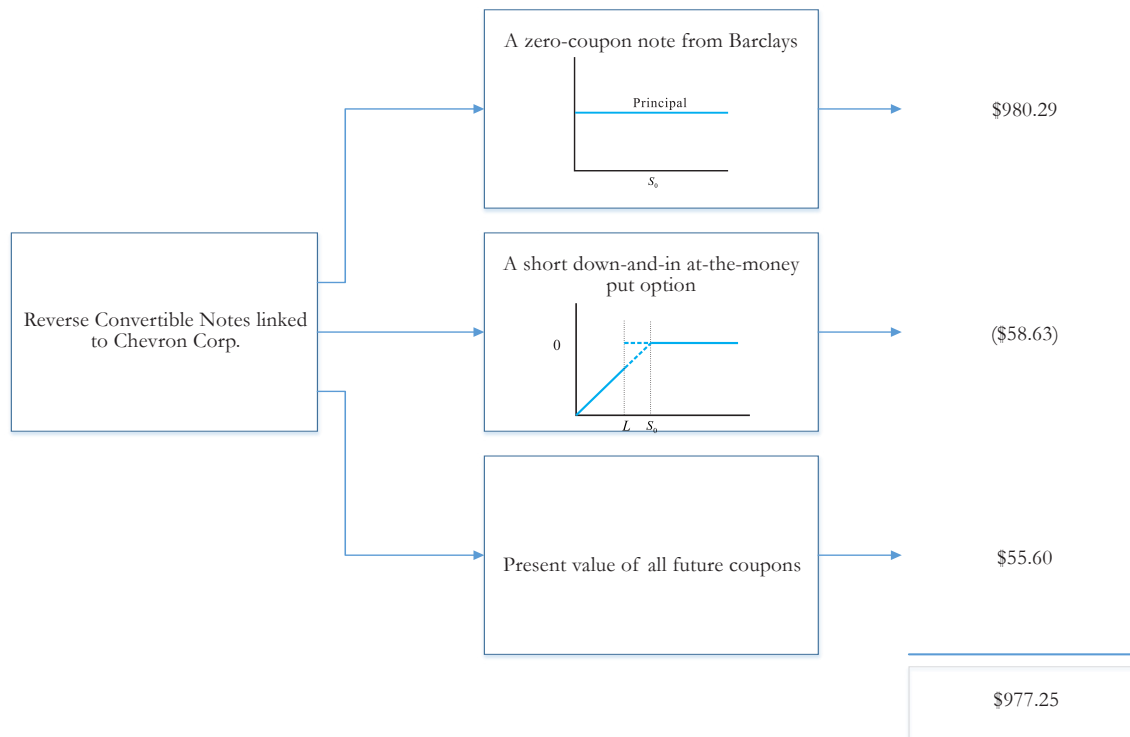 A zero-coupon note from Barclays
Principal
S₀
$980.29
Reverse Convertible Notes linked
to Chevron Corp.
A short down-and-in at-the-money
put option
0
L S₀
($58.63)
Present value of all future coupons
$55.60
$977.25